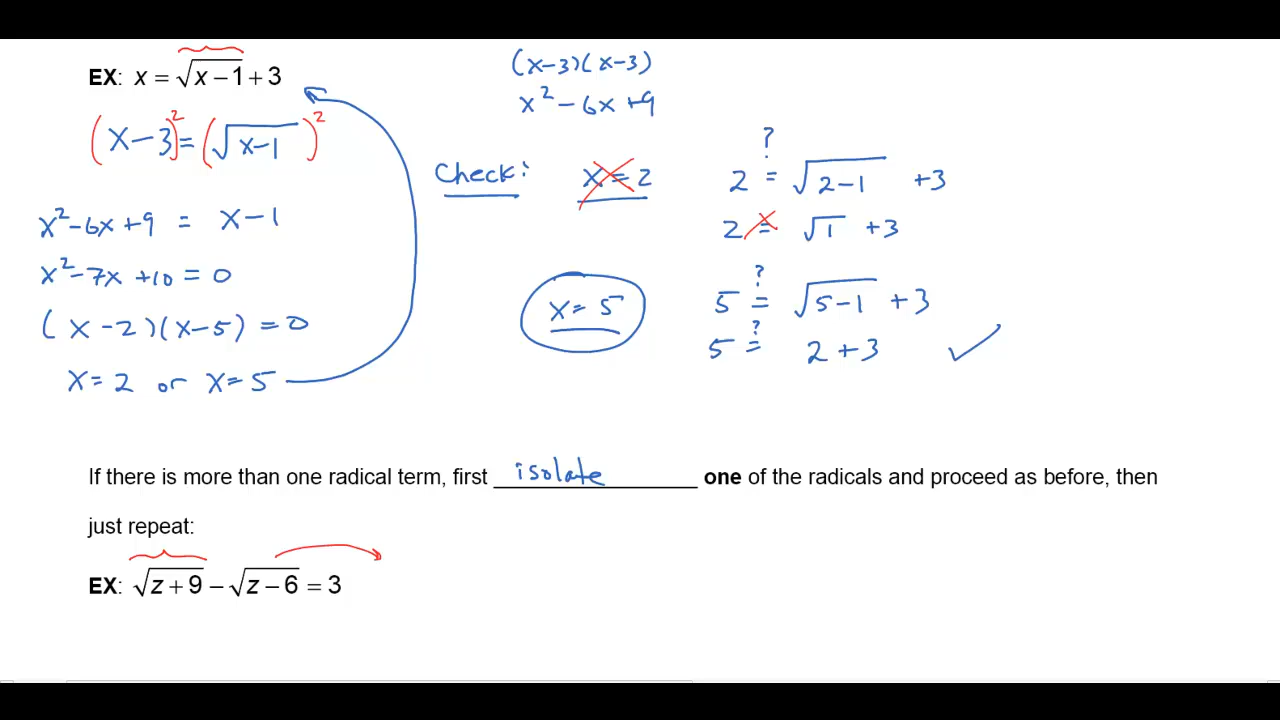 EX: x = √(x − 1) + 3
(x − 3)² = (√(x − 1))²
x² − 6x + 9 = x − 1
x² − 7x + 10 = 0
(x − 2)(x − 5) = 0
x = 2 or x = 5
(x − 3)(x − 3)
x² − 6x + 9
Check:
x = 2
?
2 = √(2 − 1) + 3
2 = √1 + 3
x = 5
?
5 = √(5 − 1) + 3
?
5 = 2 + 3 ✓
If there is more than one radical term, first isolate one of the radicals and proceed as before, then
just repeat:
EX: √(z + 9) − √(z − 6) = 3